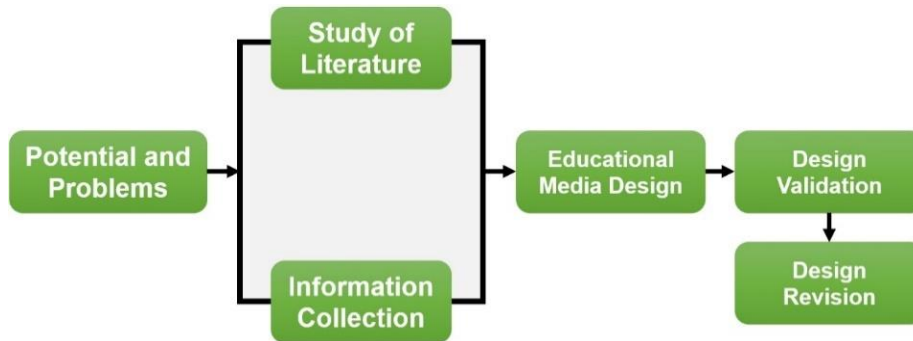 Potential and
Problems
Study of
Literature
Information
Collection
Educational
Media Design
Design
Validation
Design
Revision